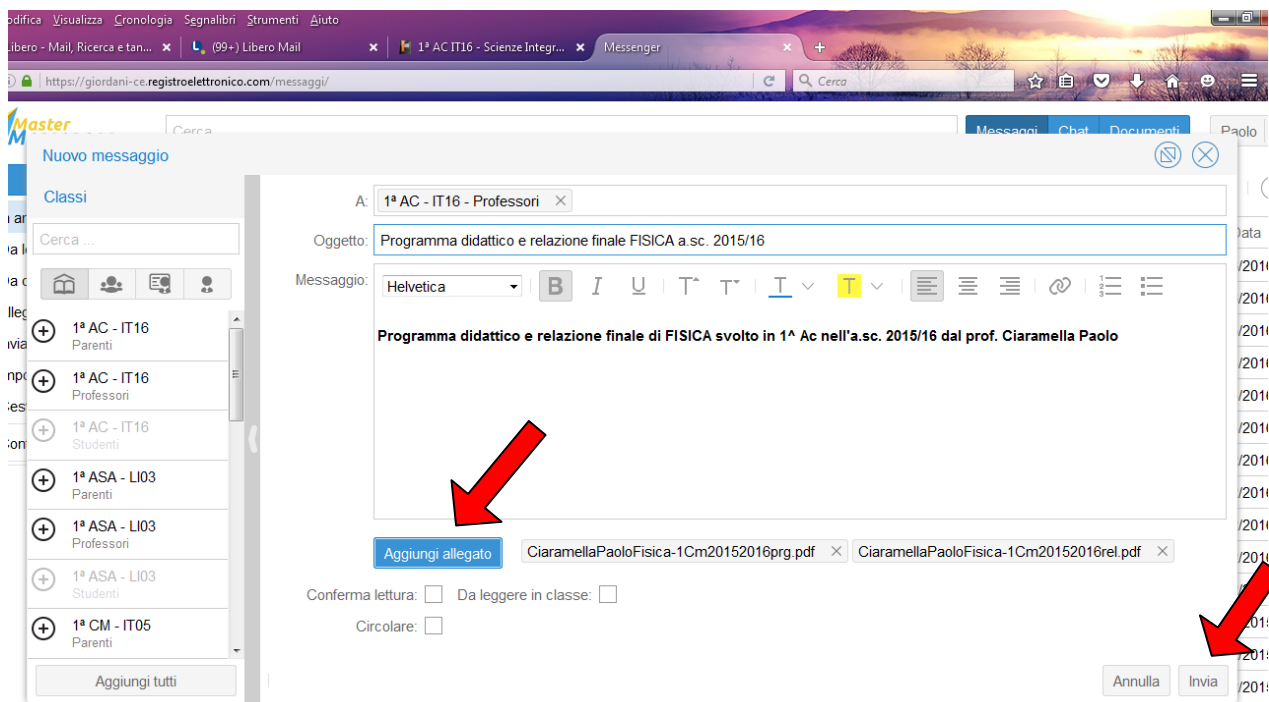 odifica Visualizza Cronologia Segnalibri Strumenti Aiuto
Libero - Mail, Ricerca e tan... × (99+) Libero Mail × 1ª AC IT16 - Scienze Integr... × Messenger × +
https://giordani-ce.registroelettronico.com/messaggi/ Cerca
Master Cerca Messaggi Chat Documenti Paolo
Nuovo messaggio
Classi
Cerca ...
1ª AC - IT16
Parenti
1ª AC - IT16
Professori
1ª AC - IT16
Studenti
1ª ASA - LI03
Parenti
1ª ASA - LI03
Professori
1ª ASA - LI03
Studenti
1ª CM - IT05
Parenti
Aggiungi tutti
A: 1ª AC - IT16 - Professori ×
Oggetto: Programma didattico e relazione finale FISICA a.sc. 2015/16
Messaggio: Helvetica B I U T T T T
Programma didattico e relazione finale di FISICA svolto in 1^ Ac nell'a.sc. 2015/16 dal prof. Ciaramella Paolo
Aggiungi allegato CiaramellaPaoloFisica-1Cm20152016prg.pdf × CiaramellaPaoloFisica-1Cm20152016rel.pdf ×
Conferma lettura: Da leggere in classe:
Circolare:
Annulla Invia